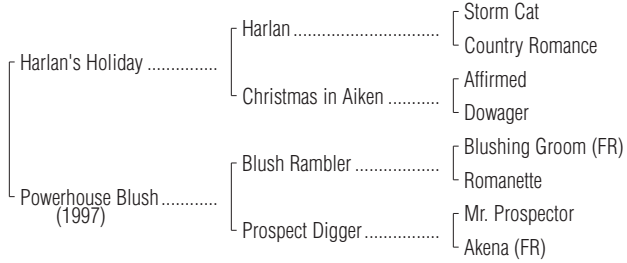 Storm Cat
Harlan
Country Romance
Harlan's Holiday
Affirmed
Christmas in Aiken
Dowager
Blushing Groom (FR)
Blush Rambler
Romanette
Powerhouse Blush
(1997)
Mr. Prospector
Prospect Digger
Akena (FR)